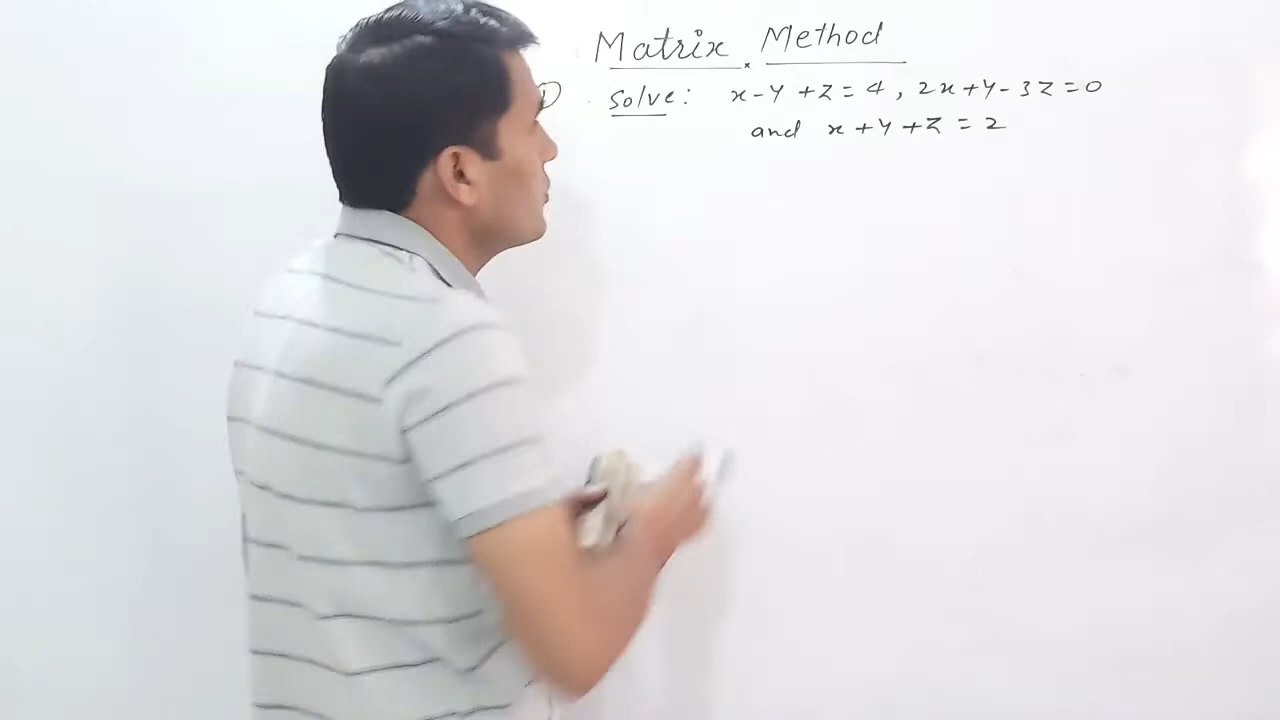 Matrix Method
Solve: x-y+z=4, 2x+y-3z=0
and x+y+z=2